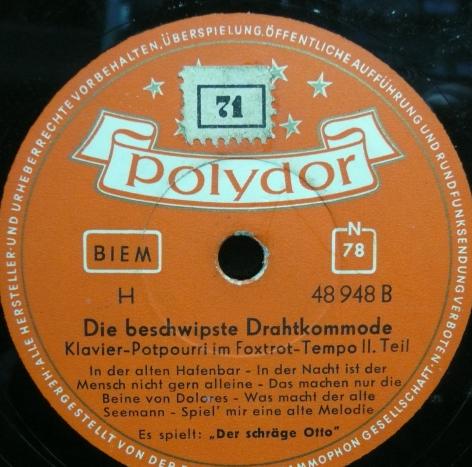 ALLE HERSTELLER- UND URHEBERRECHTE VORBEHALTEN, ÜBERSPIELUNG, ÖFFENTLICHE AUFFÜHRUNG UND RUNDFUNKSENDUNG VERBOTEN.
71
polydor
BIEM
N
78
H
48 948 B
Die beschwipste Drahtkommode
Klavier-Potpourri im Foxtrot-Tempo II. Teil
In der alten Hafenbar - In der Nacht ist der
Mensch nicht gern alleine - Das machen nur die
Beine von Dolores - Was macht der alte
Seemann - Spiel' mir eine alte Melodie
Es spielt: „Der schräge Otto"
HERGESTELLT VON DER
GESELLSCHAFT